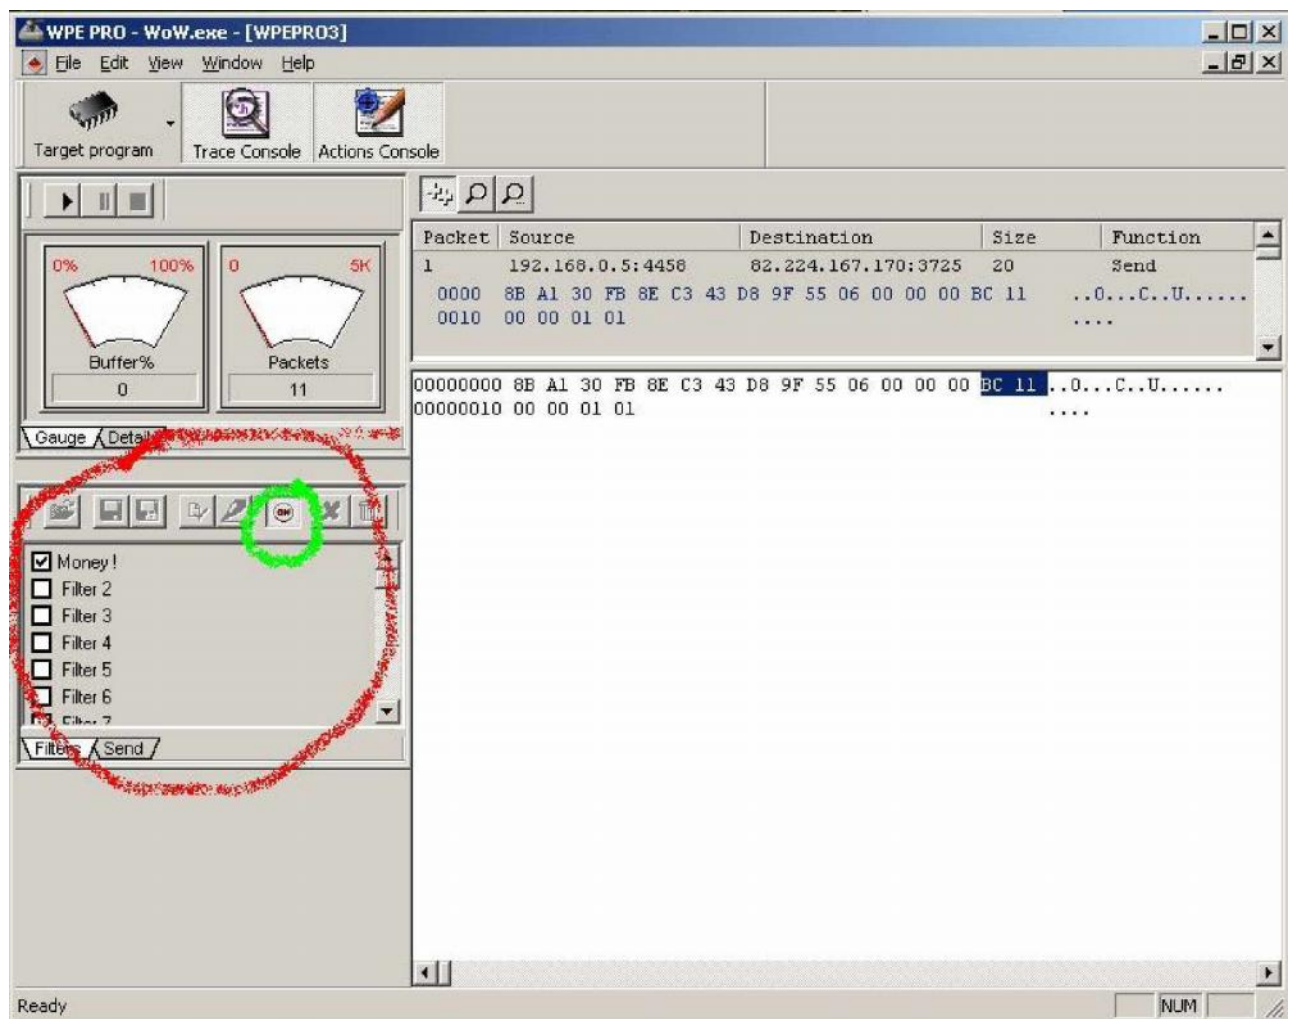 WPE PRO - WoW.exe - [WPEPRO3]
File Edit View Window Help
Target program Trace Console Actions Console
Packet Source Destination Size Function
1 192.168.0.5:4458 82.224.167.170:3725 20 Send
0000 8B A1 30 FB 8E C3 43 D8 9F 55 06 00 00 00 BC 11 ..0...C..U......
0010 00 00 01 01 ....
0% 100% 0 5K
Buffer% Packets
0 11
00000000 8B A1 30 FB 8E C3 43 D8 9F 55 06 00 00 00 BC 11 ..0...C..U......
00000010 00 00 01 01 ....
Gauge
ON
Money!
Filter 2
Filter 3
Filter 4
Filter 5
Filter 6
Filter 7
Filters Send
Ready NUM